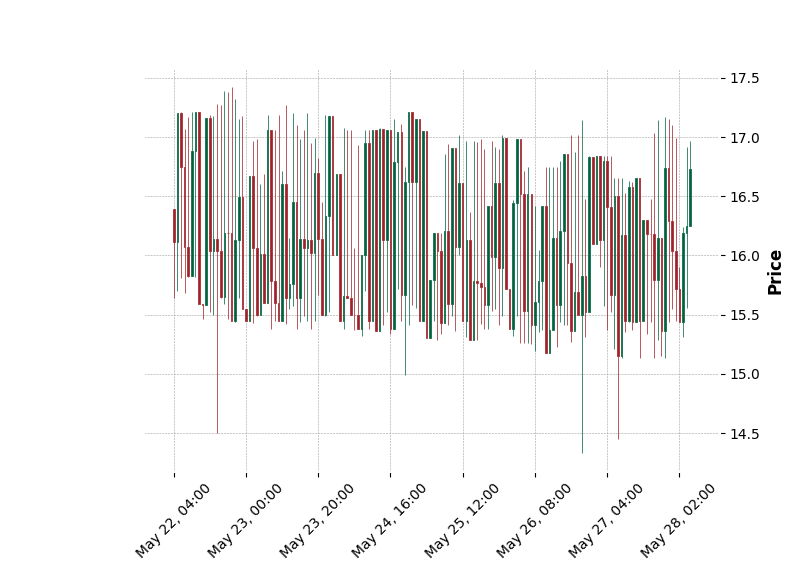 17.5
17.0
16.5
16.0
15.5
15.0
14.5
Price
May 22, 04:00
May 23, 00:00
May 23, 20:00
May 24, 16:00
May 25, 12:00
May 26, 08:00
May 27, 04:00
May 28, 02:00